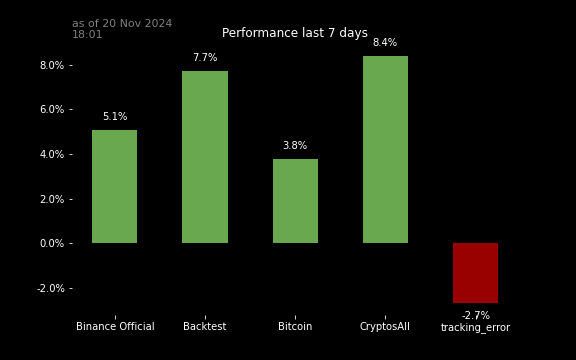 as of 20 Nov 2024
18:01
Performance last 7 days
8.0%
6.0%
4.0%
2.0%
0.0%
-2.0%
5.1%
7.7%
3.8%
8.4%
-2.7%
Binance Official
Backtest
Bitcoin
CryptosAll
tracking_error